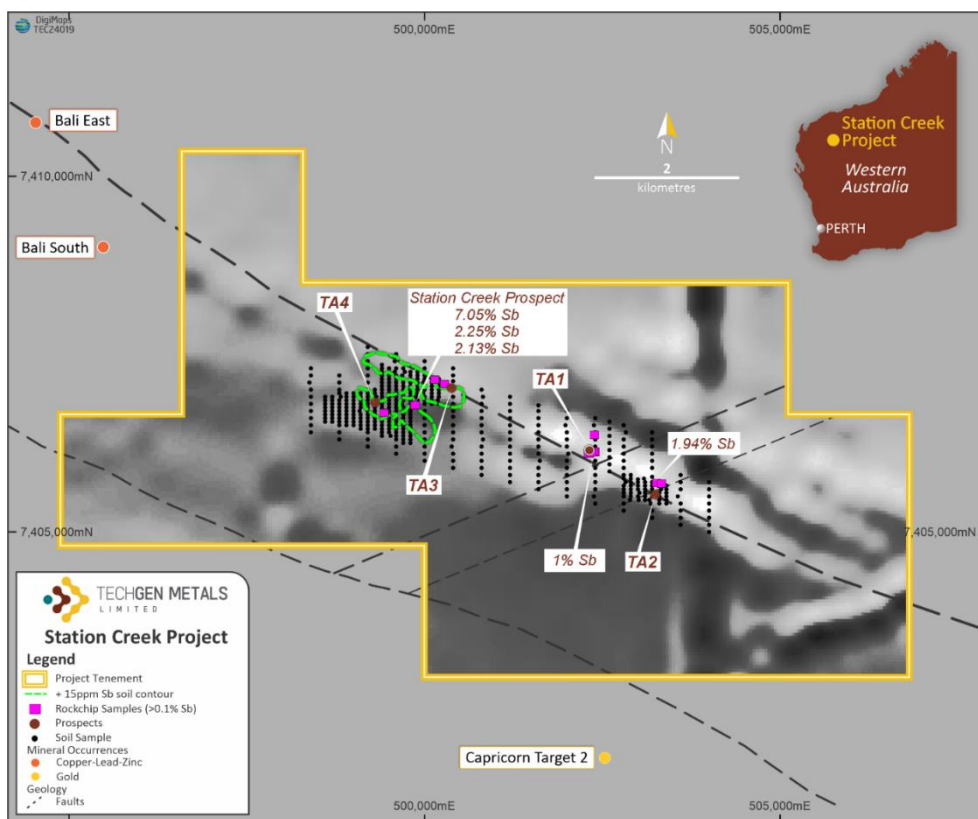 DigiMaps
TEC24019
500,000mE
505,000mE
Bali East
7,410,000mN
Bali South
N
2
kilometres
Station Creek
Project
Western
Australia
PERTH
TA4
Station Creek Prospect
7.05% Sb
2.25% Sb
2.13% Sb
TA1
1.94% Sb
TA3
1% Sb
TA2
7,405,000mN
7,405,000mN
TECHGEN METALS
LIMITED
Station Creek Project
Legend
Project Tenement
+ 15ppm Sb soil contour
Rockchip Samples (>0.1% Sb)
Prospects
Soil Sample
Mineral Occurrences
Copper-Lead-Zinc
Gold
Geology
Faults
Capricorn Target 2
500,000mE
505,000mE